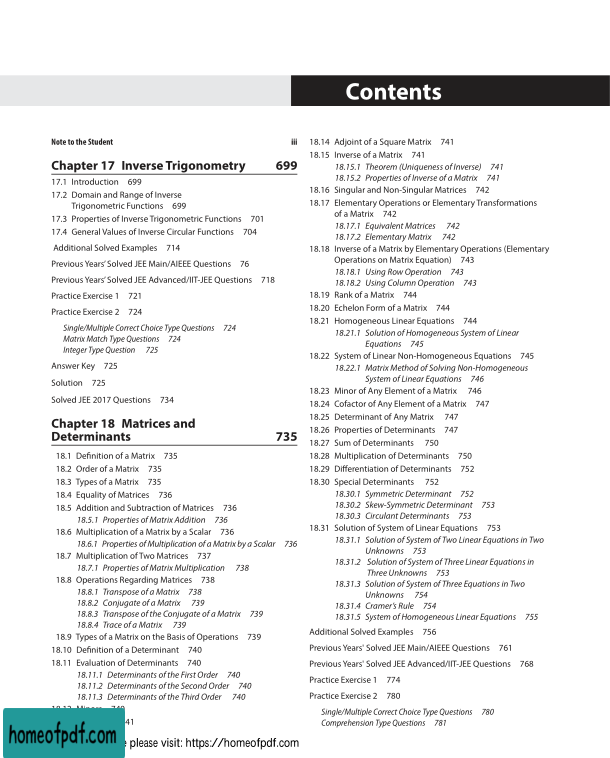 Contents
Note to the Student iii
Chapter 17 Inverse Trigonometry 699
17.1 Introduction 699
17.2 Domain and Range of Inverse
Trigonometric Functions 699
17.3 Properties of Inverse Trigonometric Functions 701
17.4 General Values of Inverse Circular Functions 704
Additional Solved Examples 714
Previous Years' Solved JEE Main/AIEEE Questions 76
Previous Years' Solved JEE Advanced/IIT-JEE Questions 718
Practice Exercise 1 721
Practice Exercise 2 724
Single/Multiple Correct Choice Type Questions 724
Matrix Match Type Questions 724
Integer Type Question 725
Answer Key 725
Solution 725
Solved JEE 2017 Questions 734
Chapter 18 Matrices and
Determinants 735
18.1 Definition of a Matrix 735
18.2 Order of a Matrix 735
18.3 Types of a Matrix 735
18.4 Equality of Matrices 736
18.5 Addition and Subtraction of Matrices 736
18.5.1 Properties of Matrix Addition 736
18.6 Multiplication of a Matrix by a Scalar 736
18.6.1 Properties of Multiplication of a Matrix by a Scalar 736
18.7 Multiplication of Two Matrices 737
18.7.1 Properties of Matrix Multiplication 738
18.8 Operations Regarding Matrices 738
18.8.1 Transpose of a Matrix 738
18.8.2 Conjugate of a Matrix 739
18.8.3 Transpose of the Conjugate of a Matrix 739
18.8.4 Trace of a Matrix 739
18.9 Types of a Matrix on the Basis of Operations 739
18.10 Definition of a Determinant 740
18.11 Evaluation of Determinants 740
18.11.1 Determinants of the First Order 740
18.11.2 Determinants of the Second Order 740
18.11.3 Determinants of the Third Order 740
41
18.14 Adjoint of a Square Matrix 741
18.15 Inverse of a Matrix 741
18.15.1 Theorem (Uniqueness of Inverse) 741
18.15.2 Properties of Inverse of a Matrix 741
18.16 Singular and Non-Singular Matrices 742
18.17 Elementary Operations or Elementary Transformations
of a Matrix 742
18.17.1 Equivalent Matrices 742
18.17.2 Elementary Matrix 742
18.18 Inverse of a Matrix by Elementary Operations (Elementary
Operations on Matrix Equation) 743
18.18.1 Using Row Operation 743
18.18.2 Using Column Operation 743
18.19 Rank of a Matrix 744
18.20 Echelon Form of a Matrix 744
18.21 Homogeneous Linear Equations 744
18.21.1 Solution of Homogeneous System of Linear
Equations 745
18.22 System of Linear Non-Homogeneous Equations 745
18.22.1 Matrix Method of Solving Non-Homogeneous
System of Linear Equations 746
18.23 Minor of Any Element of a Matrix 746
18.24 Cofactor of Any Element of a Matrix 747
18.25 Determinant of Any Matrix 747
18.26 Properties of Determinants 747
18.27 Sum of Determinants 750
18.28 Multiplication of Determinants 750
18.29 Differentiation of Determinants 752
18.30 Special Determinants 752
18.30.1 Symmetric Determinant 752
18.30.2 Skew-Symmetric Determinant 753
18.30.3 Circulant Determinants 753
18.31 Solution of System of Linear Equations 753
18.31.1 Solution of System of Two Linear Equations in Two
Unknowns 753
18.31.2 Solution of System of Three Linear Equations in
Three Unknowns 753
18.31.3 Solution of System of Three Equations in Two
Unknowns 754
18.31.4 Cramer's Rule 754
18.31.5 System of Homogeneous Linear Equations 755
Additional Solved Examples 756
Previous Years' Solved JEE Main/AIEEE Questions 761
Previous Years' Solved JEE Advanced/IIT-JEE Questions 768
Practice Exercise 1 774
Practice Exercise 2 780
Single/Multiple Correct Choice Type Questions 780
Comprehension Type Questions 781
homeofpdf.com
please visit: https://homeofpdf.com